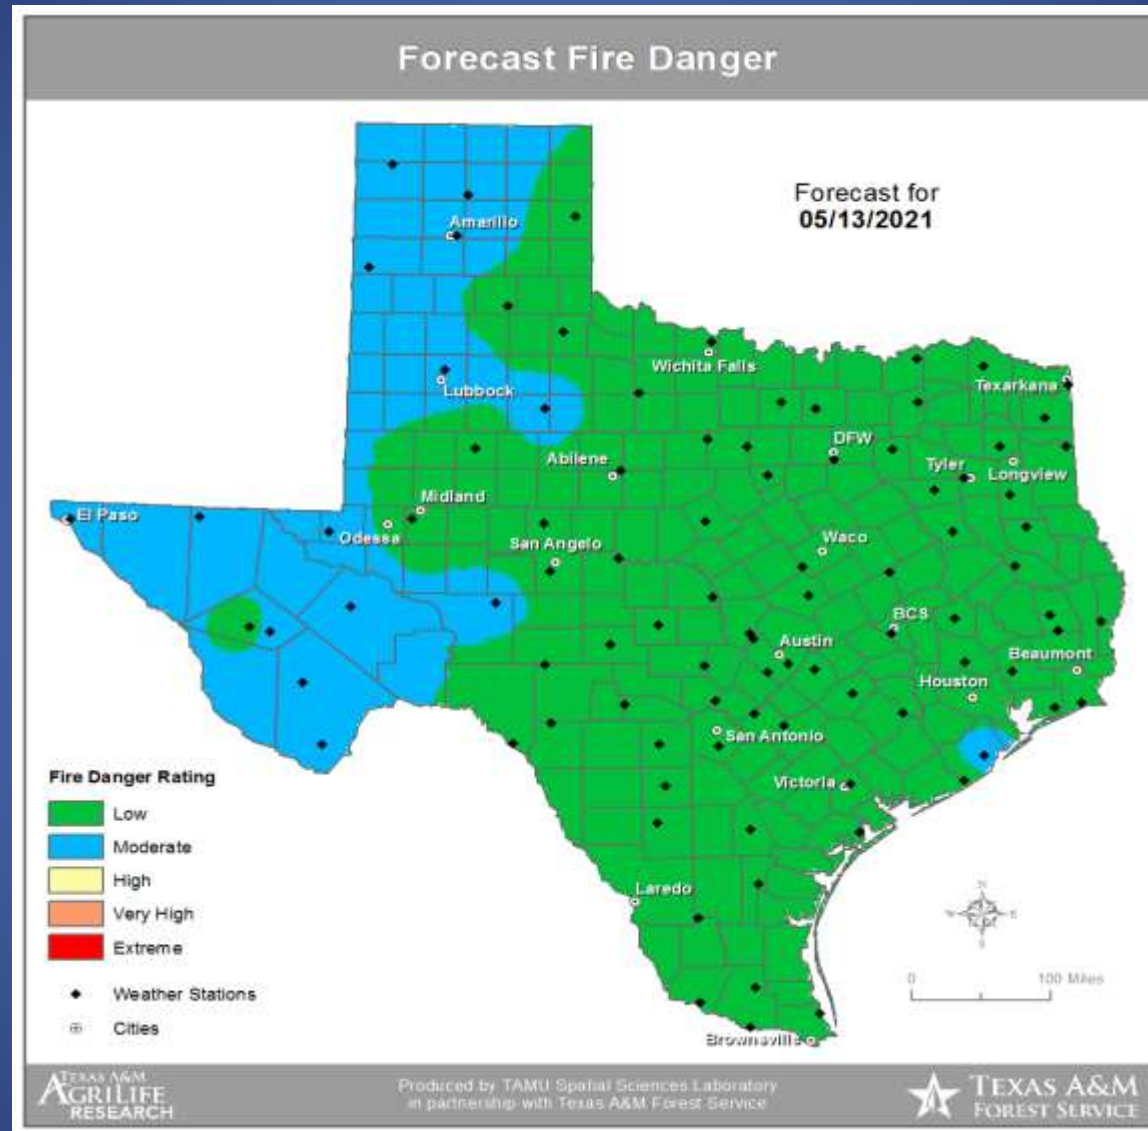 Forecast Fire Danger
Forecast for
05/13/2021
Amarillo
Wichita Falls
Lubbock
Texarkana
DFW
Abilene
Tyler
Longview
Midland
El Paso
Odessa
San Angelo
Waco
BCS
Austin
Beaumont
Houston
San Antonio
Victoria
Laredo
Brownsville
Fire Danger Rating
Low
Moderate
High
Very High
Extreme
Weather Stations
Cities
N
W
E
S
0
100 Miles
TEXAS A&M
AGRILIFE
RESEARCH
Produced by TAMU Spatial Sciences Laboratory
in partnership with Texas A&M Forest Service
TEXAS A&M
FOREST SERVICE